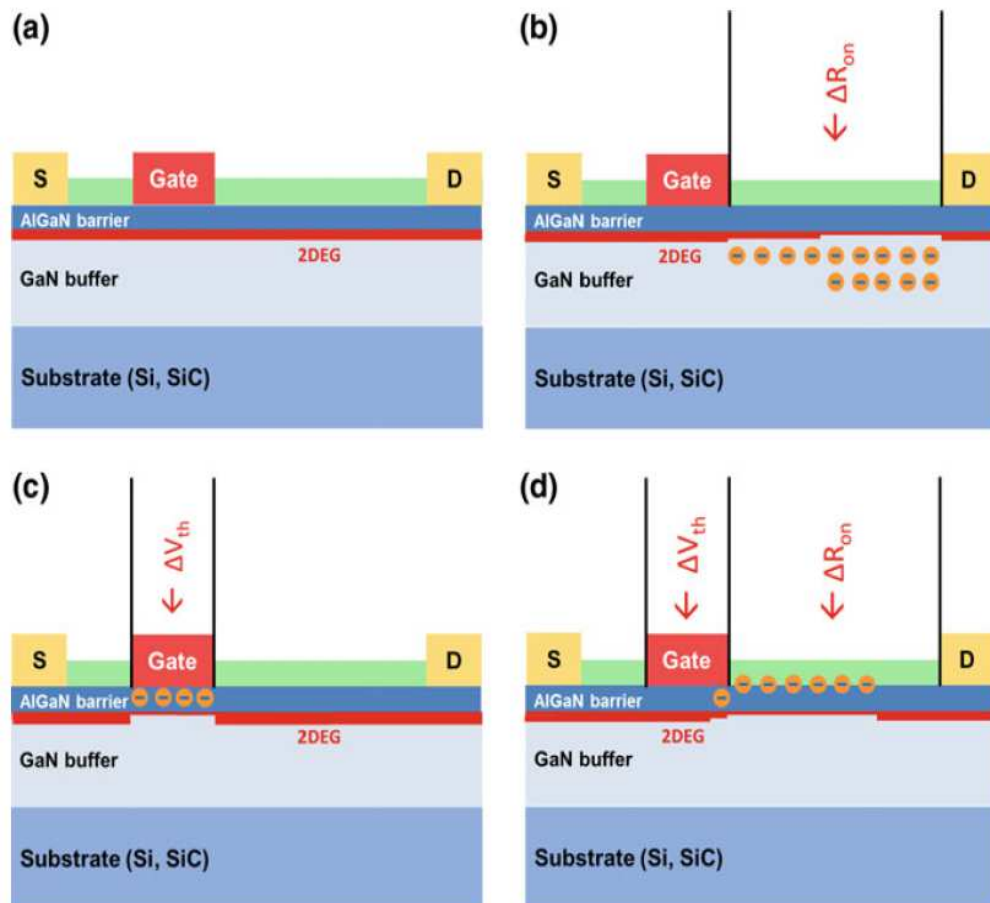 (a)
S
Gate
D
AlGaN barrier
2DEG
GaN buffer
Substrate (Si, SiC)
(b)
ΔRon
S
Gate
D
AlGaN barrier
2DEG
GaN buffer
Substrate (Si, SiC)
(c)
ΔVth
S
Gate
D
AlGaN barrier
2DEG
GaN buffer
Substrate (Si, SiC)
(d)
ΔVth
ΔRon
S
Gate
D
AlGaN barrier
2DEG
GaN buffer
Substrate (Si, SiC)